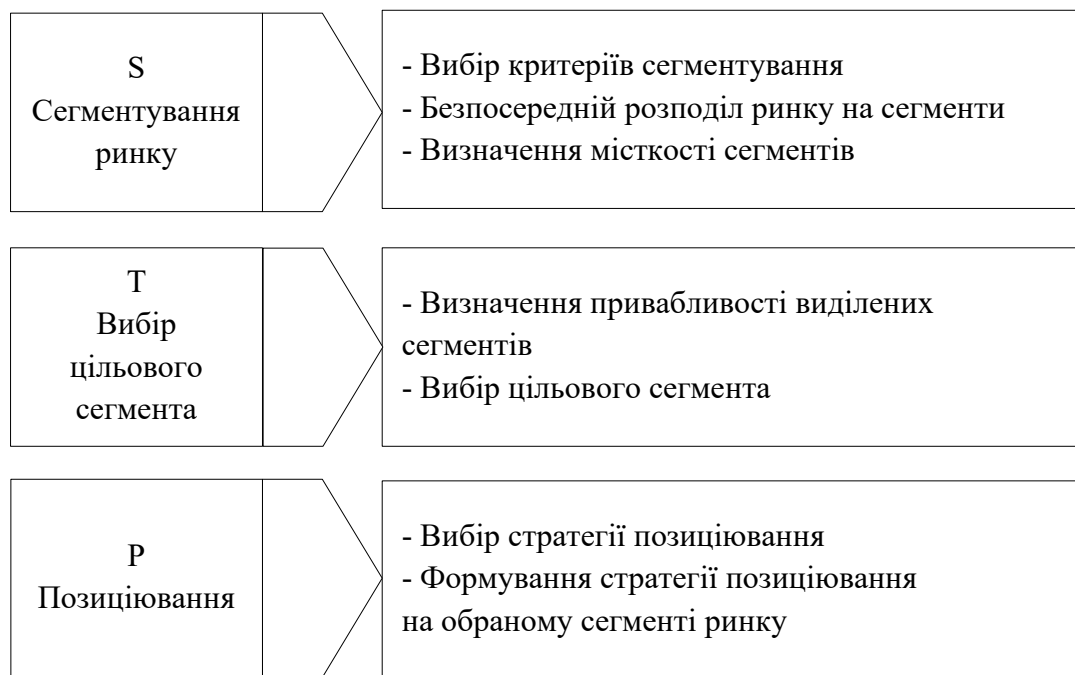 S
Сегментування
ринку
- Вибір критеріїв сегментування
- Безпосередній розподіл ринку на сегменти
- Визначення місткості сегментів
T
Вибір
цільового
сегмента
- Визначення привабливості виділених
сегментів
- Вибір цільового сегмента
P
Позиціювання
- Вибір стратегії позиціювання
- Формування стратегії позиціювання
на обраному сегменті ринку